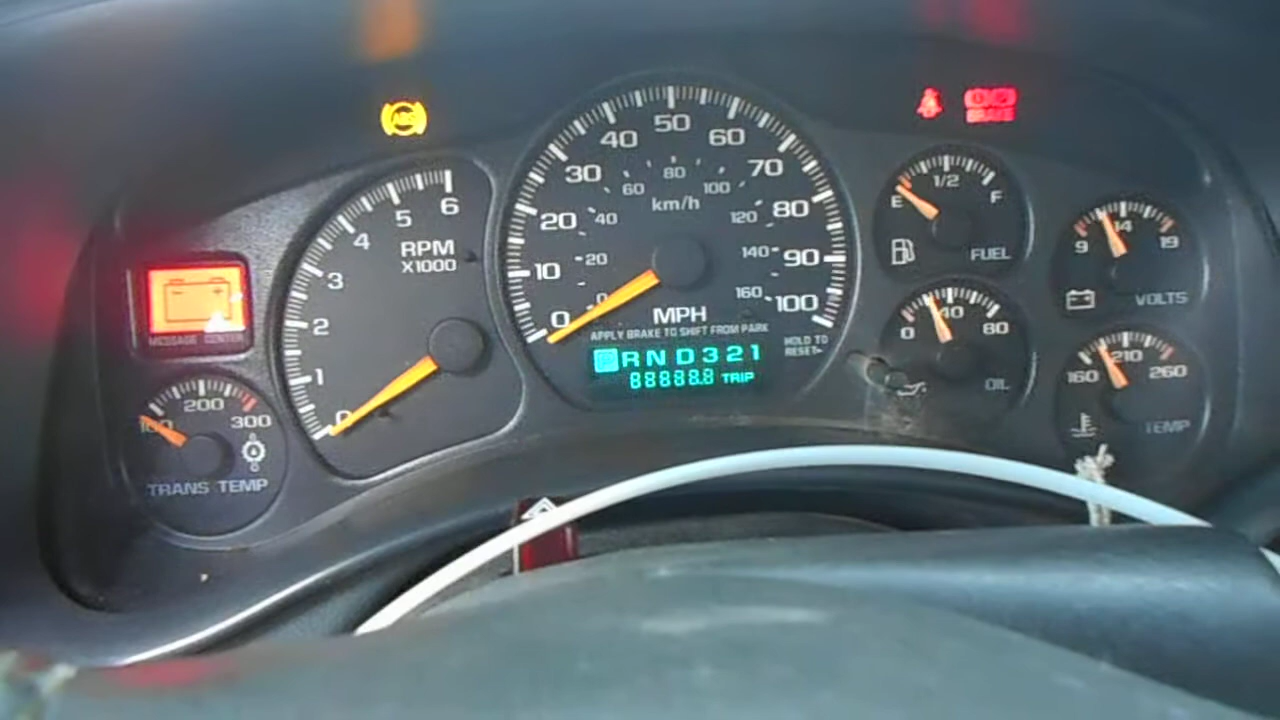 ABS
BRAKE
MESSAGE CENTER
100 200 300
TRANS TEMP
0 1 2 3 4 5 6
RPM
X1000
0 10 20 30 40 50 60 70 80 90 100
0 20 40 60 80 100 120 140 160
km/h
MPH
APPLY BRAKE TO SHIFT FROM PARK
HOLD TO
RESET
RND321
88888.8 TRIP
E 1/2 F
FUEL
0 40 80
OIL
9 14 19
VOLTS
160 210 260
TEMP